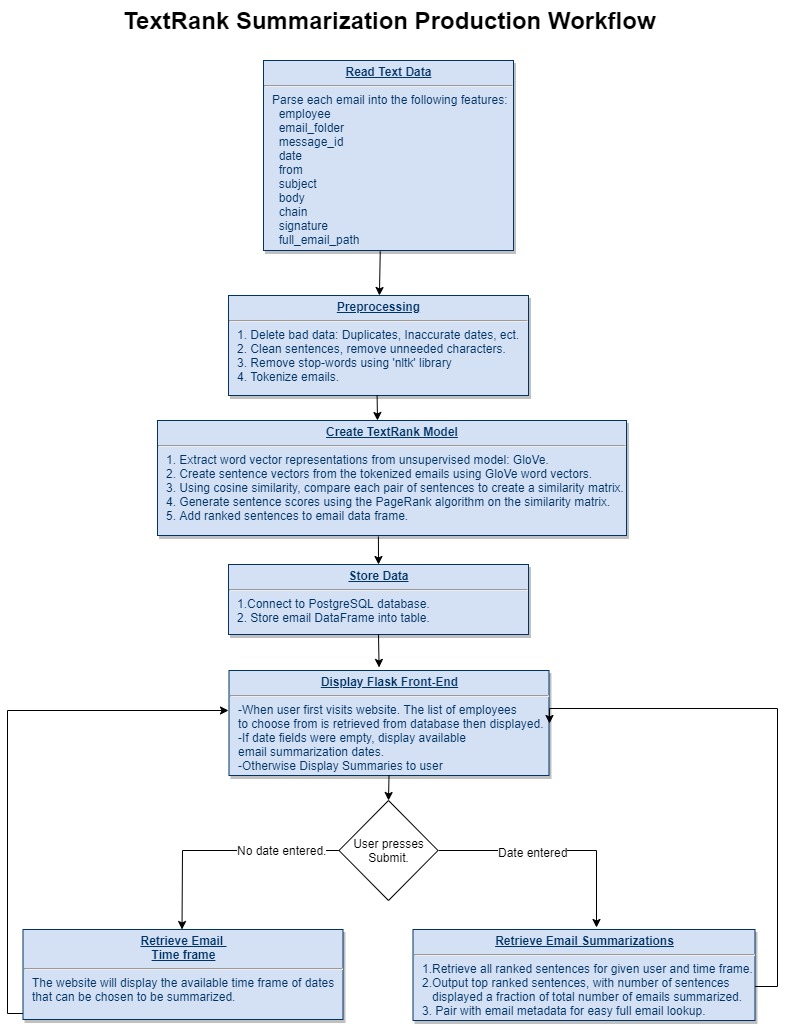 TextRank Summarization Production Workflow
Read Text Data
Parse each email into the following features:
employee
email_folder
message_id
date
from
subject
body
chain
signature
full_email_path
Preprocessing
1. Delete bad data: Duplicates, Inaccurate dates, ect.
2. Clean sentences, remove unneeded characters.
3. Remove stop-words using 'nltk' library
4. Tokenize emails.
Create TextRank Model
1. Extract word vector representations from unsupervised model: GloVe.
2. Create sentence vectors from the tokenized emails using GloVe word vectors.
3. Using cosine similarity, compare each pair of sentences to create a similarity matrix.
4. Generate sentence scores using the PageRank algorithm on the similarity matrix.
5. Add ranked sentences to email data frame.
Store Data
1.Connect to PostgreSQL database.
2. Store email DataFrame into table.
Display Flask Front-End
-When user first visits website. The list of employees
to choose from is retrieved from database then displayed.
-If date fields were empty, display available
email summarization dates.
-Otherwise Display Summaries to user
User presses
Submit.
No date entered.
Date entered
Retrieve Email
Time frame
The website will display the available time frame of dates
that can be chosen to be summarized.
Retrieve Email Summarizations
1.Retrieve all ranked sentences for given user and time frame.
2.Output top ranked sentences, with number of sentences
displayed a fraction of total number of emails summarized.
3. Pair with email metadata for easy full email lookup.